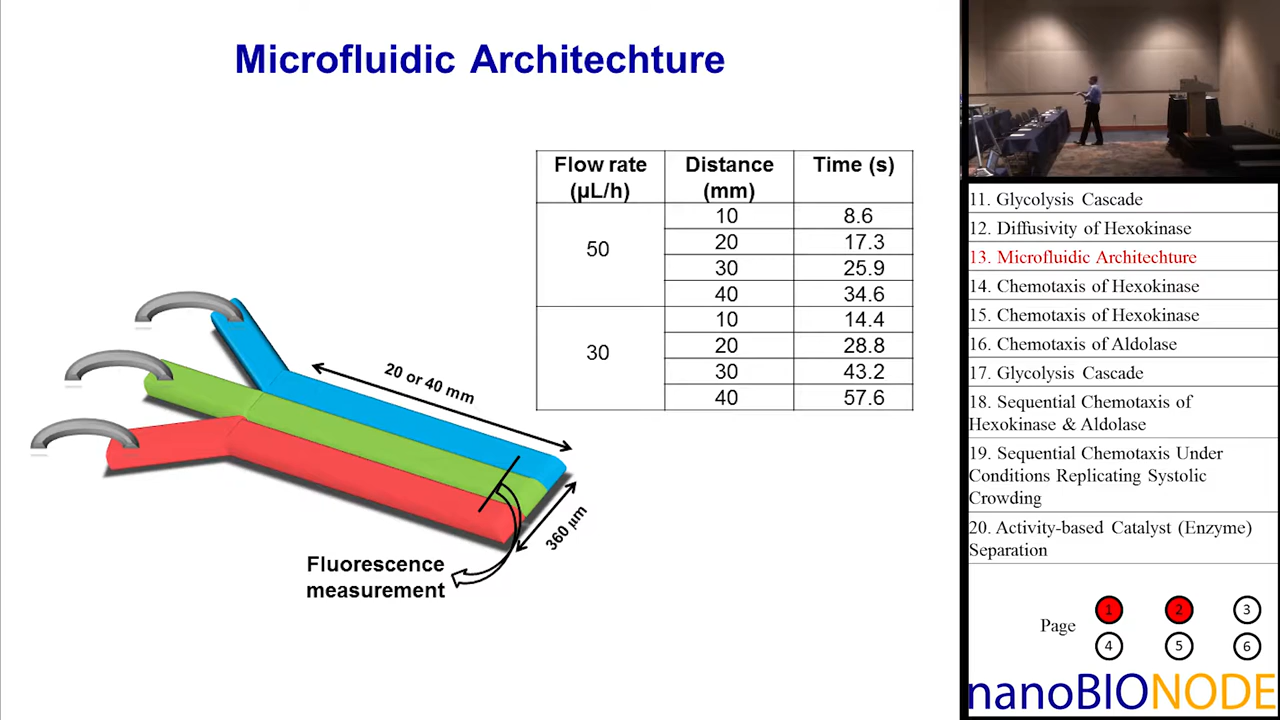 Microfluidic Architechture
Flow rate (µL/h) Distance (mm) Time (s)
50 10 8.6
20 17.3
30 25.9
40 34.6
30 10 14.4
20 28.8
30 43.2
40 57.6
20 or 40 mm
360 µm
Fluorescence
measurement
11. Glycolysis Cascade
12. Diffusivity of Hexokinase
13. Microfluidic Architechture
14. Chemotaxis of Hexokinase
15. Chemotaxis of Hexokinase
16. Chemotaxis of Aldolase
17. Glycolysis Cascade
18. Sequential Chemotaxis of
Hexokinase & Aldolase
19. Sequential Chemotaxis Under
Conditions Replicating Systolic
Crowding
20. Activity-based Catalyst (Enzyme)
Separation
Page 1 2 3
4 5 6
nanoBIONODE